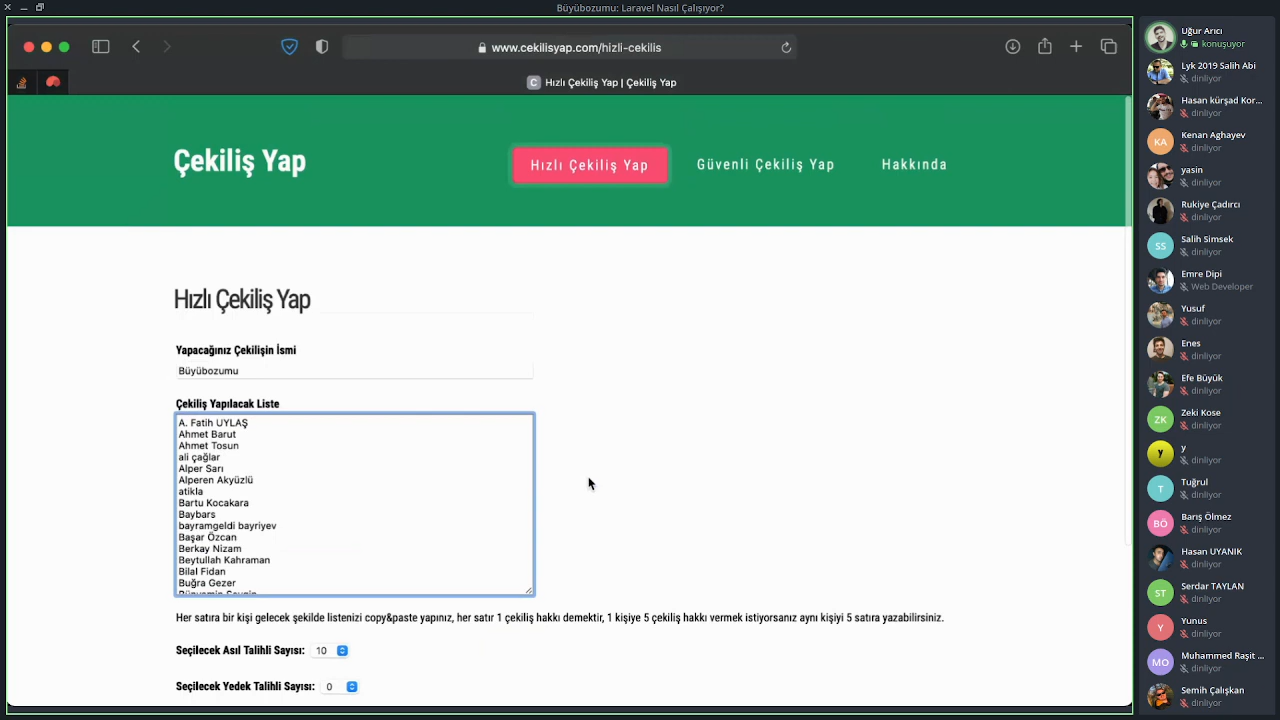 Büyübozumu: Laravel Nasıl Çalışıyor?
www.cekilisyap.com/hizli-cekilis
C Hızlı Çekiliş Yap | Çekiliş Yap
Çekiliş Yap
Hızlı Çekiliş Yap
Güvenli Çekiliş Yap
Hakkında
Hızlı Çekiliş Yap
Yapacağınız Çekilişin İsmi
Büyübozumu
Çekiliş Yapılacak Liste
A. Fatih UYLAŞ
Ahmet Barut
Ahmet Tosun
ali çağlar
Alper Sarı
Alperen Akyüzlü
atikla
Bartu Kocakara
Baybars
bayramgeldi bayriyev
Başar Özcan
Berkay Nizam
Beytullah Kahraman
Bilal Fidan
Buğra Gezer
Her satıra bir kişi gelecek şekilde listenizi copy&paste yapınız, her satır 1 çekiliş hakkı demektir, 1 kişiye 5 çekiliş hakkı vermek istiyorsanız aynı kişiyi 5 satıra yazabilirsiniz.
Seçilecek Asıl Talihli Sayısı: 10
Seçilecek Yedek Talihli Sayısı: 0
Uğur Arıcı
konuşuyor
Lyk 2019 Salih Abi
dinliyor
Hasan kürşad Kor...
dinliyor
KA
Kenan Aghayev
dinliyor
yasin
dinliyor
Rukiye Çadırcı
dinliyor
SS
Salih Simsek
dinliyor
Emre Dipi
Web Developer
Yusuf
dinliyor
Enes
dinliyor
Efe Büyük
dinliyor
ZK
Zeki Kose
dinliyor
y
y
dinliyor
T
Tuğrul
dinliyor
BÖ
Barış Ölmez
dinliyor
Hasan UYANIK
dinliyor
ST
Serdar TAYLAN
dinliyor
Y
Yunus
dinliyor
MO
Muhammed Raşit ...
dinliyor
Semih Çalışkan
dinliyor